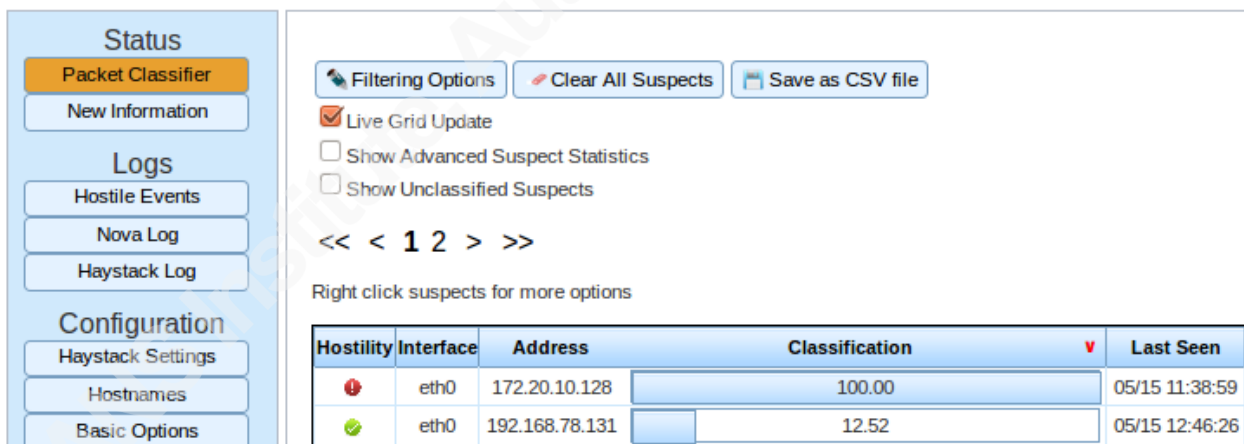 Status
Packet Classifier
New Information
Logs
Hostile Events
Nova Log
Haystack Log
Configuration
Haystack Settings
Hostnames
Basic Options
Filtering Options Clear All Suspects Save as CSV file
Live Grid Update
Show Advanced Suspect Statistics
Show Unclassified Suspects
<< < 1 2 > >>
Right click suspects for more options
Hostility Interface Address Classification v Last Seen
eth0 172.20.10.128 100.00 05/15 11:38:59
eth0 192.168.78.131 12.52 05/15 12:46:26